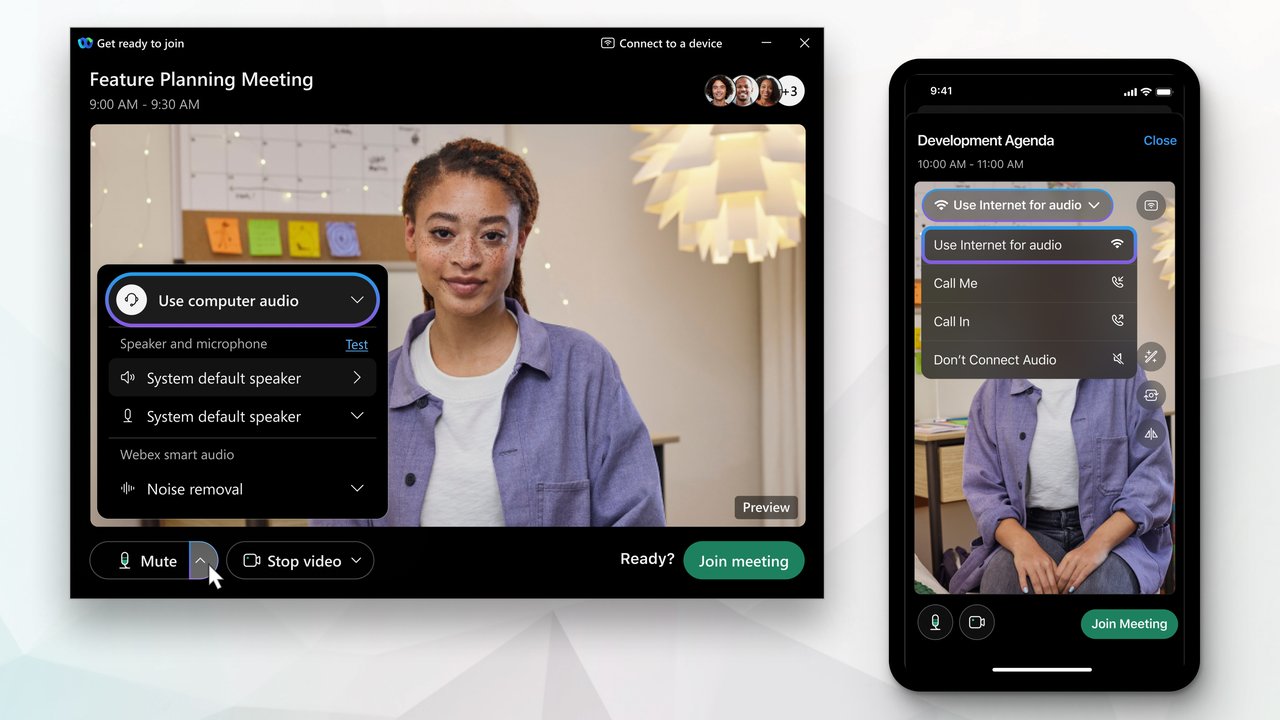 Get ready to join
Connect to a device
Feature Planning Meeting
9:00 AM - 9:30 AM
+3
Use computer audio
Speaker and microphone
Test
System default speaker
System default speaker
Webex smart audio
Noise removal
Preview
Mute
Stop video
Ready?
Join meeting
9:41
Development Agenda
Close
10:00 AM - 11:00 AM
Use Internet for audio
Use Internet for audio
Call Me
Call In
Don't Connect Audio
Join Meeting